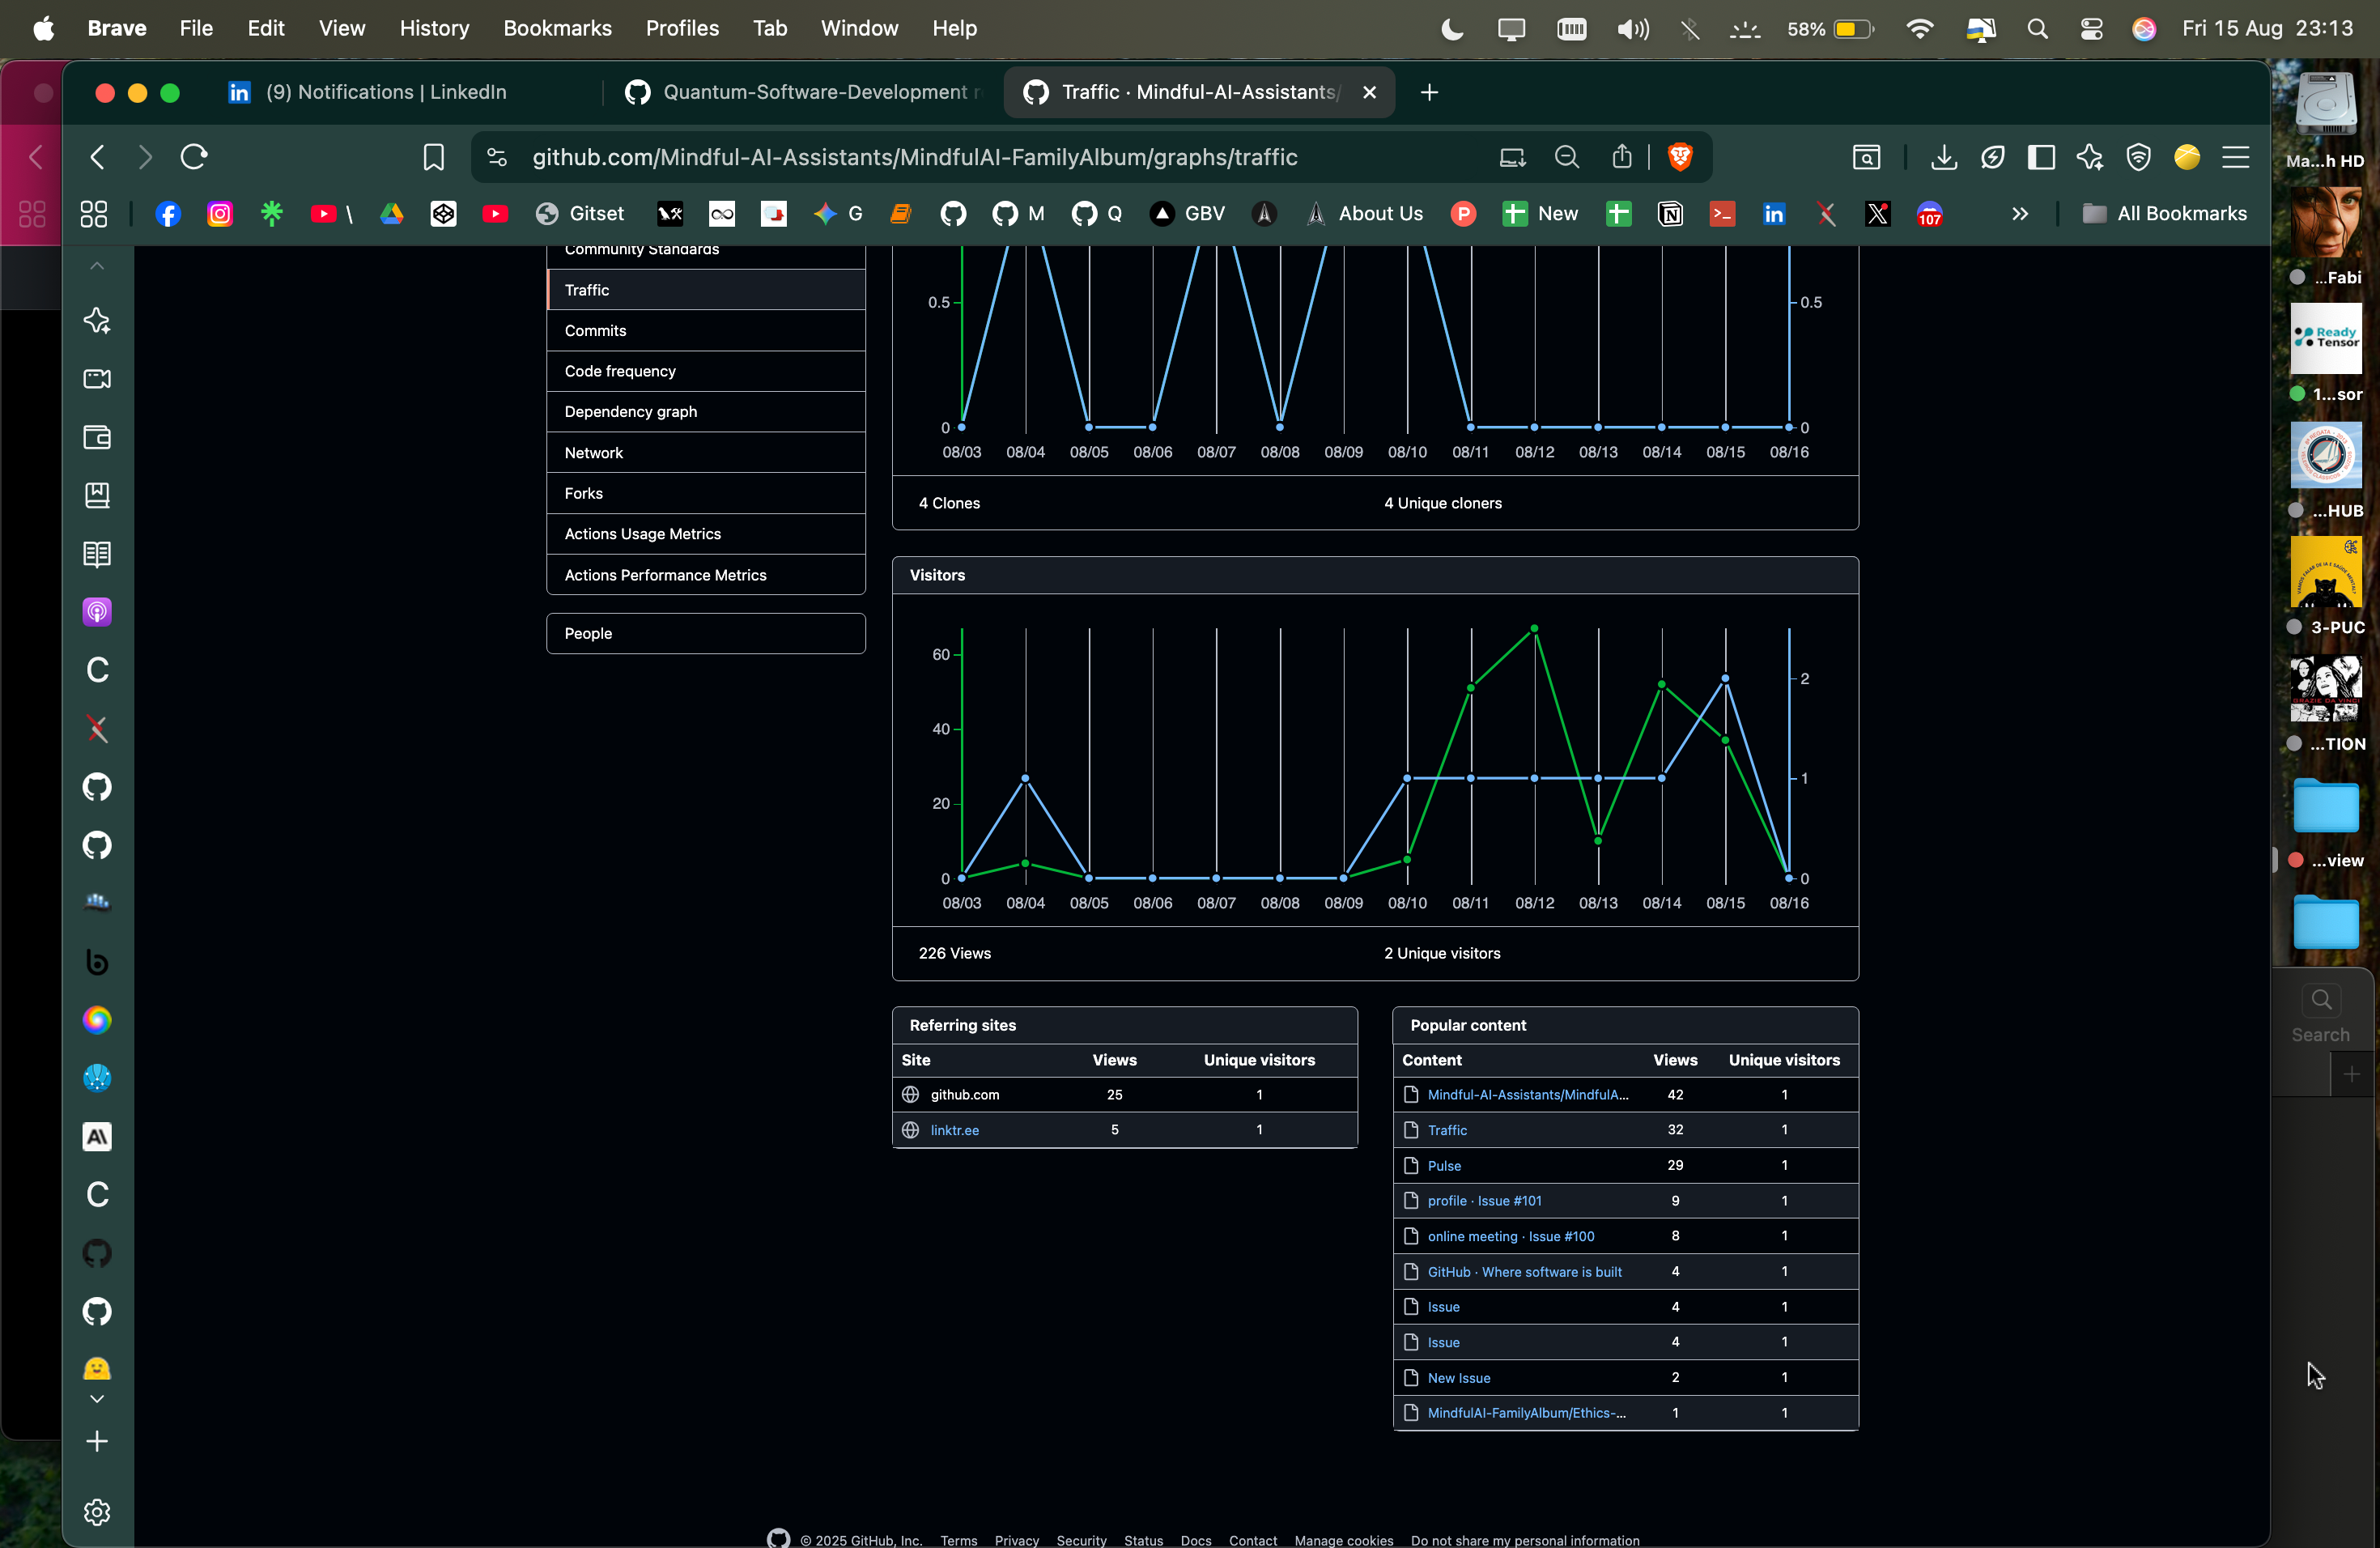 Brave File Edit View History Bookmarks Profiles Tab Window Help 58% Fri 15 Aug 23:13
(9) Notifications | LinkedIn Quantum-Software-Development Traffic · Mindful-AI-Assistants/
github.com/Mindful-AI-Assistants/MindfulAI-FamilyAlbum/graphs/traffic
\ Gitset G M Q GBV About Us P New 107 All Bookmarks
Community Standards
Traffic
Commits
Code frequency
Dependency graph
Network
Forks
Actions Usage Metrics
Actions Performance Metrics
People
0.5 0.5
0 0
08/03 08/04 08/05 08/06 08/07 08/08 08/09 08/10 08/11 08/12 08/13 08/14 08/15 08/16
4 Clones 4 Unique cloners
Visitors
60
2
40
1
20
0 0
08/03 08/04 08/05 08/06 08/07 08/08 08/09 08/10 08/11 08/12 08/13 08/14 08/15 08/16
226 Views 2 Unique visitors
Referring sites
Site Views Unique visitors
github.com 25 1
linktr.ee 5 1
Popular content
Content Views Unique visitors
Mindful-AI-Assistants/MindfulA... 42 1
Traffic 32 1
Pulse 29 1
profile · Issue #101 9 1
online meeting · Issue #100 8 1
GitHub · Where software is built 4 1
Issue 4 1
Issue 4 1
New Issue 2 1
MindfulAI-FamilyAlbum/Ethics-... 1 1
© 2025 GitHub, Inc. Terms Privacy Security Status Docs Contact Manage cookies Do not share my personal information
Ma...h HD
...Fabi
Ready
Tensor
1...sor
...HUB
3-PUC
...TION
...view
Search